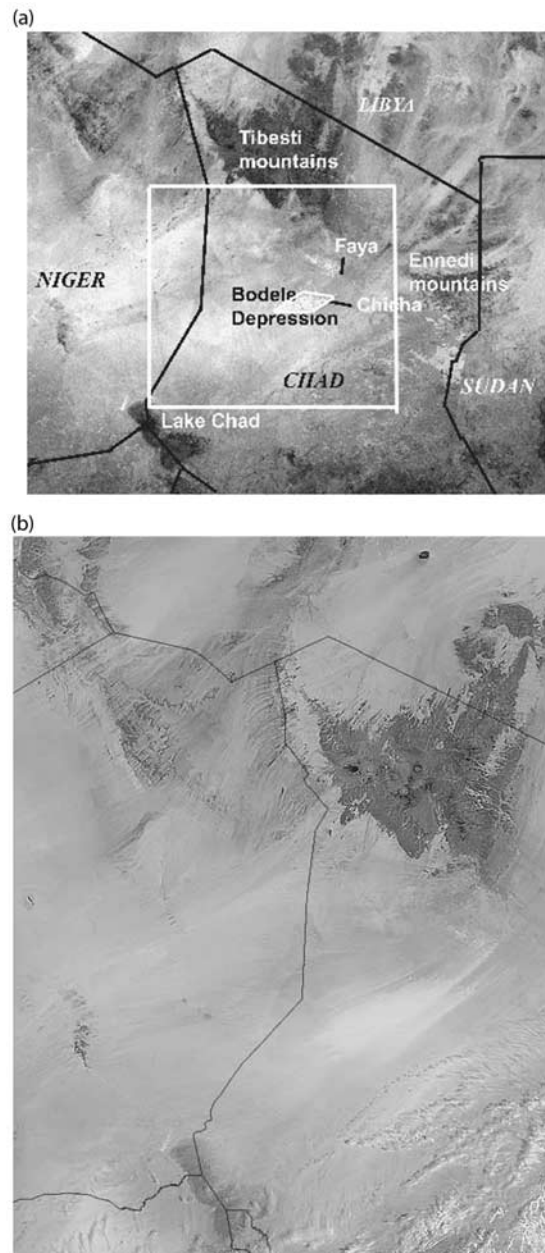 (a)
LIBYA
Tibesti
mountains
Faya
NIGER
Ennedi
mountains
Bodele
Depression
Chicha
CHAD
SUDAN
Lake Chad
(b)